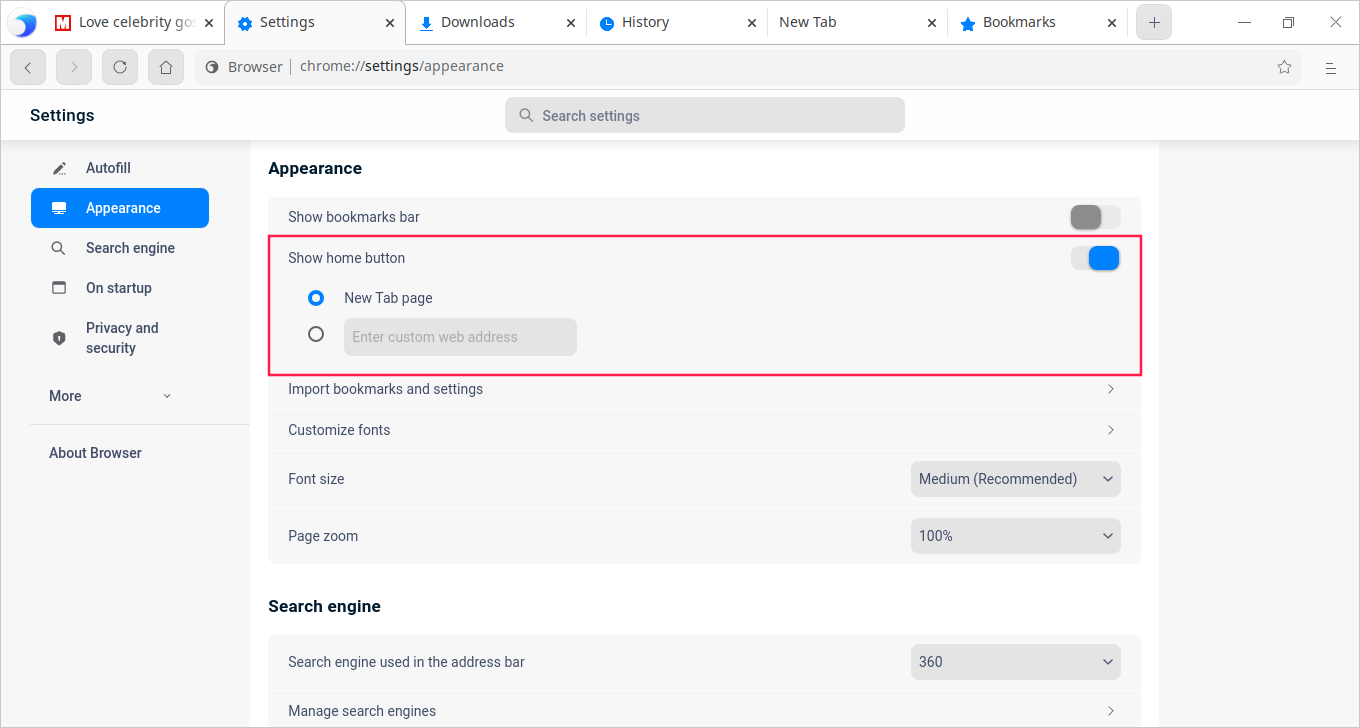 Love celebrity go
Settings
Downloads
History
New Tab
Bookmarks
Browser | chrome://settings/appearance
Settings
Search settings
Autofill
Appearance
Search engine
On startup
Privacy and
security
More
About Browser
Appearance
Show bookmarks bar
Show home button
New Tab page
Enter custom web address
Import bookmarks and settings
Customize fonts
Font size
Medium (Recommended)
Page zoom
100%
Search engine
Search engine used in the address bar
360
Manage search engines